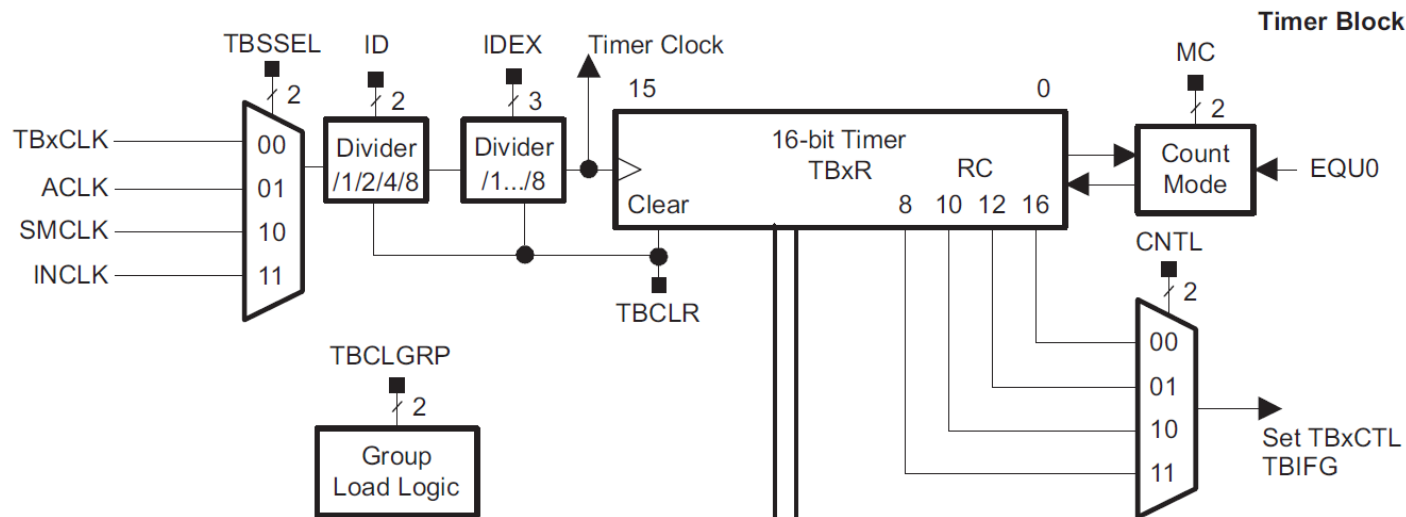 Timer Block
TBSSEL
ID
IDEX
Timer Clock
MC
2
2
3
15
0
2
TBxCLK
ACLK
SMCLK
INCLK
00
01
10
11
Divider
/1/2/4/8
Divider
/1.../8
16-bit Timer
TBxR
RC
Clear
8
10
12
16
Count
Mode
EQU0
TBCLR
CNTL
2
00
01
10
11
Set TBxCTL
TBIFG
TBCLGRP
2
Group
Load Logic